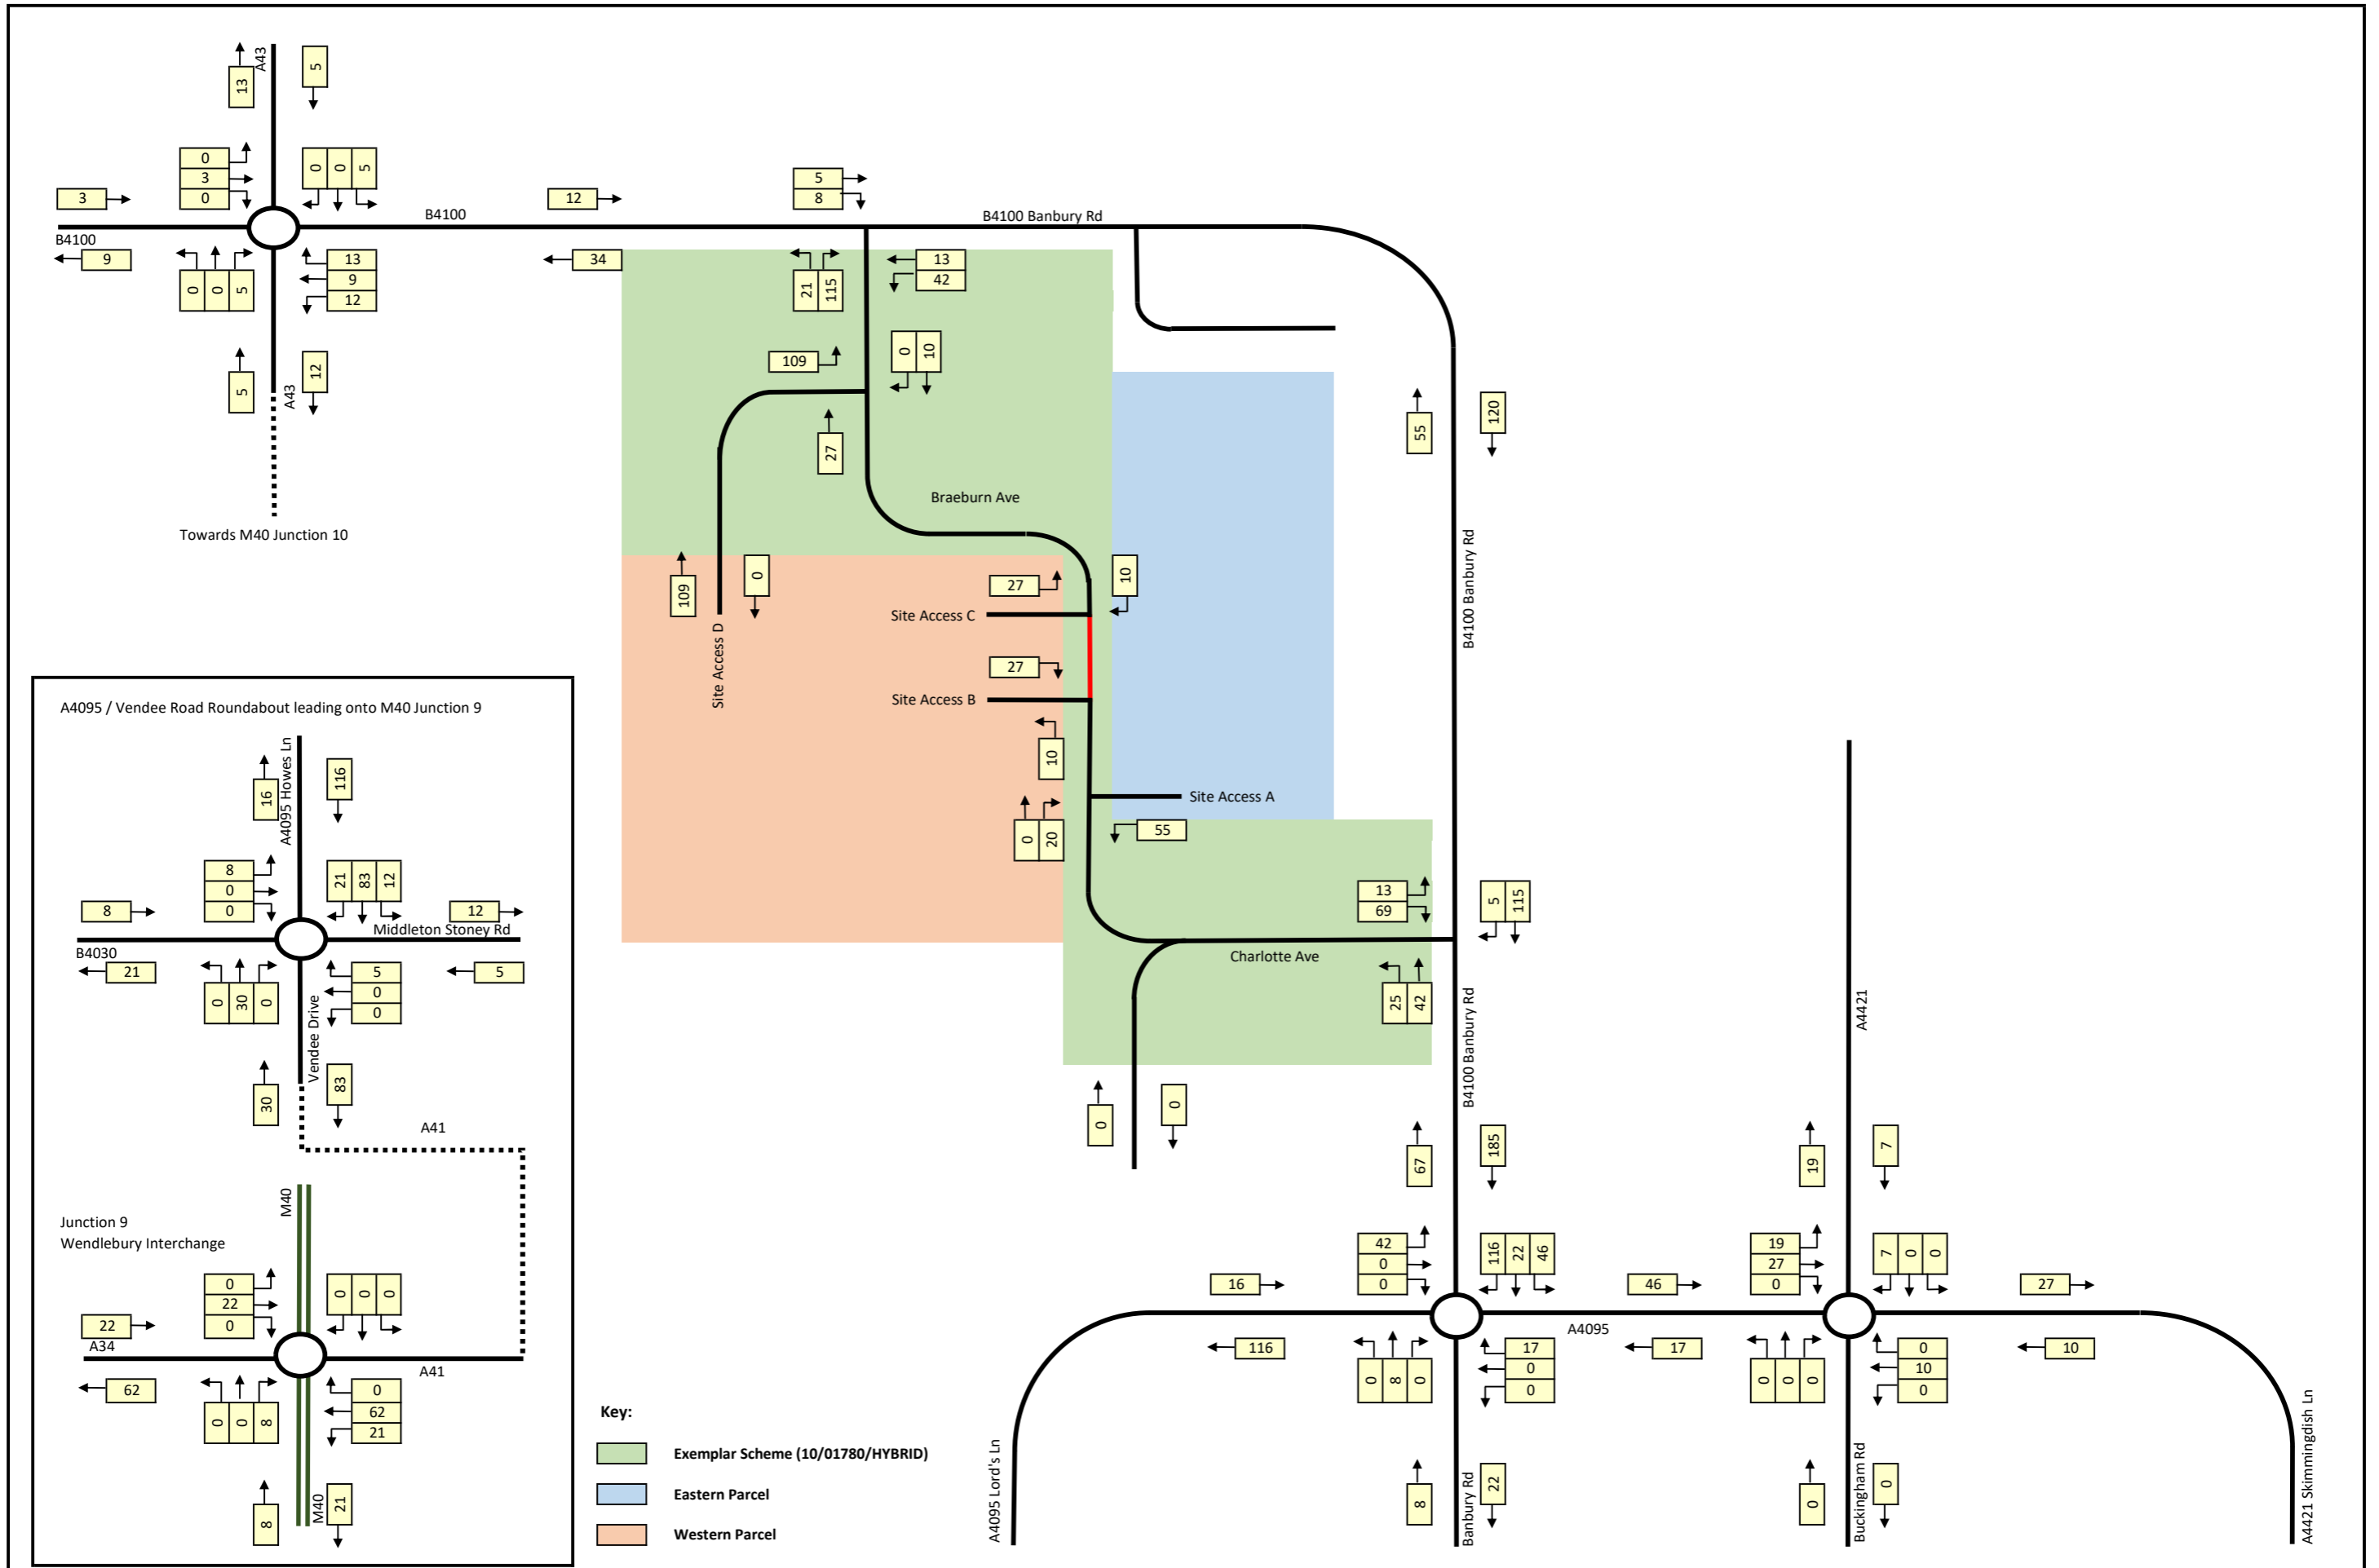 A43
13
5
0
3
0
0 0 5
3
12
5
8
B4100
B4100 Banbury Rd
B4100
9
0 0 5
13
9
12
34
21 115
13
42
109
0 10
5
A43
12
27
55
120
Braeburn Ave
Towards M40 Junction 10
B4100 Banbury Rd
109
0
27
10
Site Access C
Site Access D
27
Site Access B
10
Site Access A
0 20
55
13
69
5 115
Charlotte Ave
25 42
B4100 Banbury Rd
A4421
0
0
67
185
19
7
42
0
0
116 22 46
19
27
0
7 0 0
16
46
27
A4095
116
0 8 0
17
0
0
17
0 0 0
0
10
0
10
A4095 Lord's Ln
8
Banbury Rd
22
0
Buckingham Rd
0
A4421 Skimmingdish Ln
A4095 / Vendee Road Roundabout leading onto M40 Junction 9
16
A4095 Howes Ln
116
8
0
0
21 83 12
8
12
Middleton Stoney Rd
B4030
21
0 30 0
5
0
0
5
Vendee Drive
30
83
A41
M40
Junction 9
Wendlebury Interchange
0
22
0
0 0 0
22
A34
A41
62
0 0 8
0
62
21
8
M40
21
Key:
Exemplar Scheme (10/01780/HYBRID)
Eastern Parcel
Western Parcel